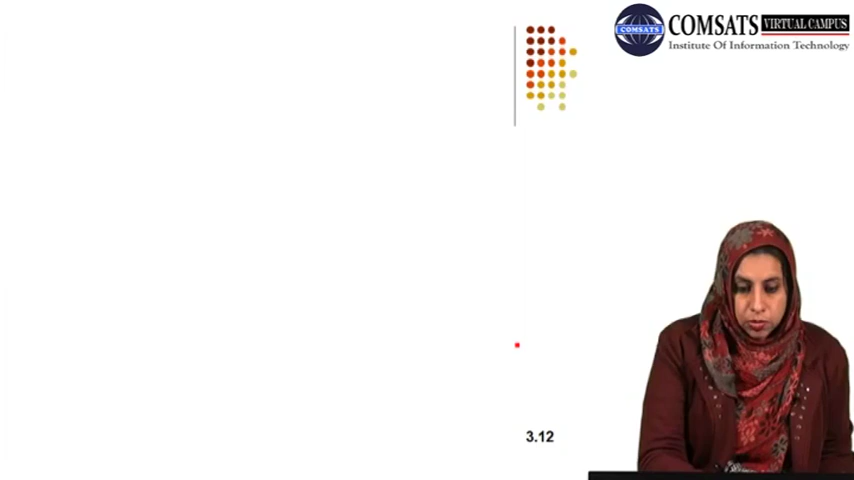 COMSATS VIRTUAL CAMPUS
COMSATS
Institute Of Information Technology
3.12